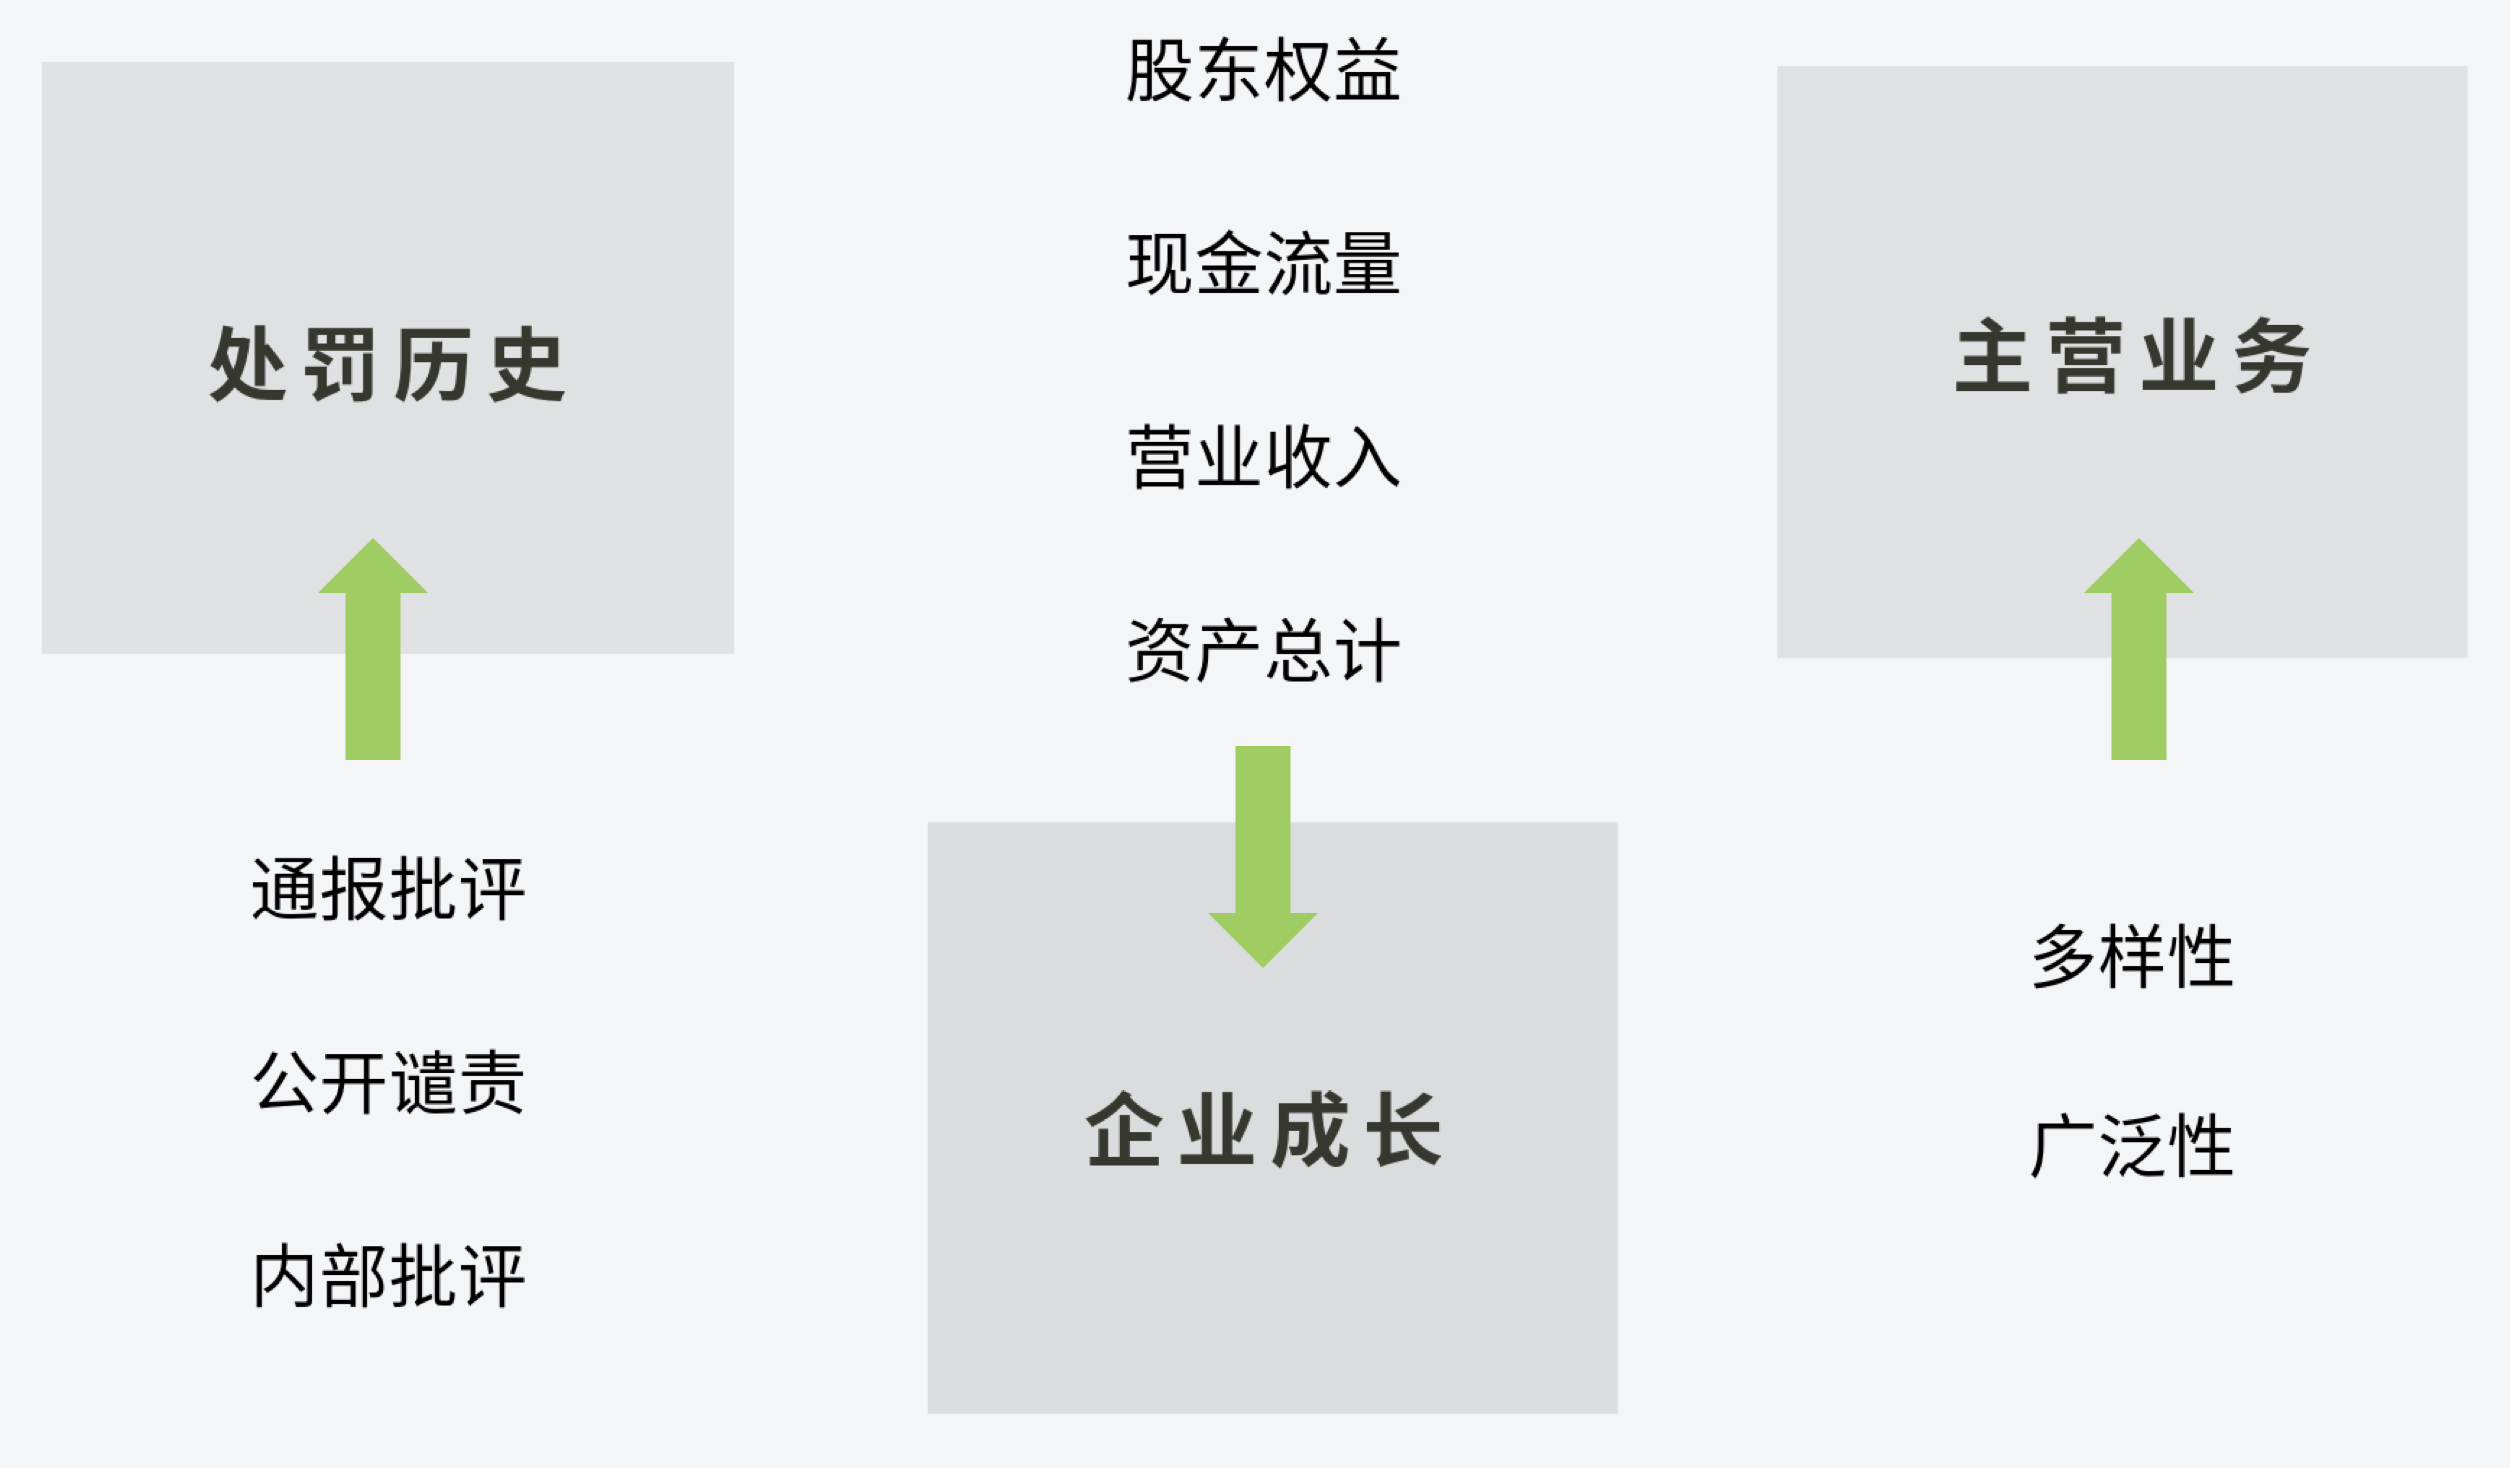 处罚历史
通报批评
公开谴责
内部批评
股东权益
现金流量
营业收入
资产总计
企业成长
主营业务
多样性
广泛性